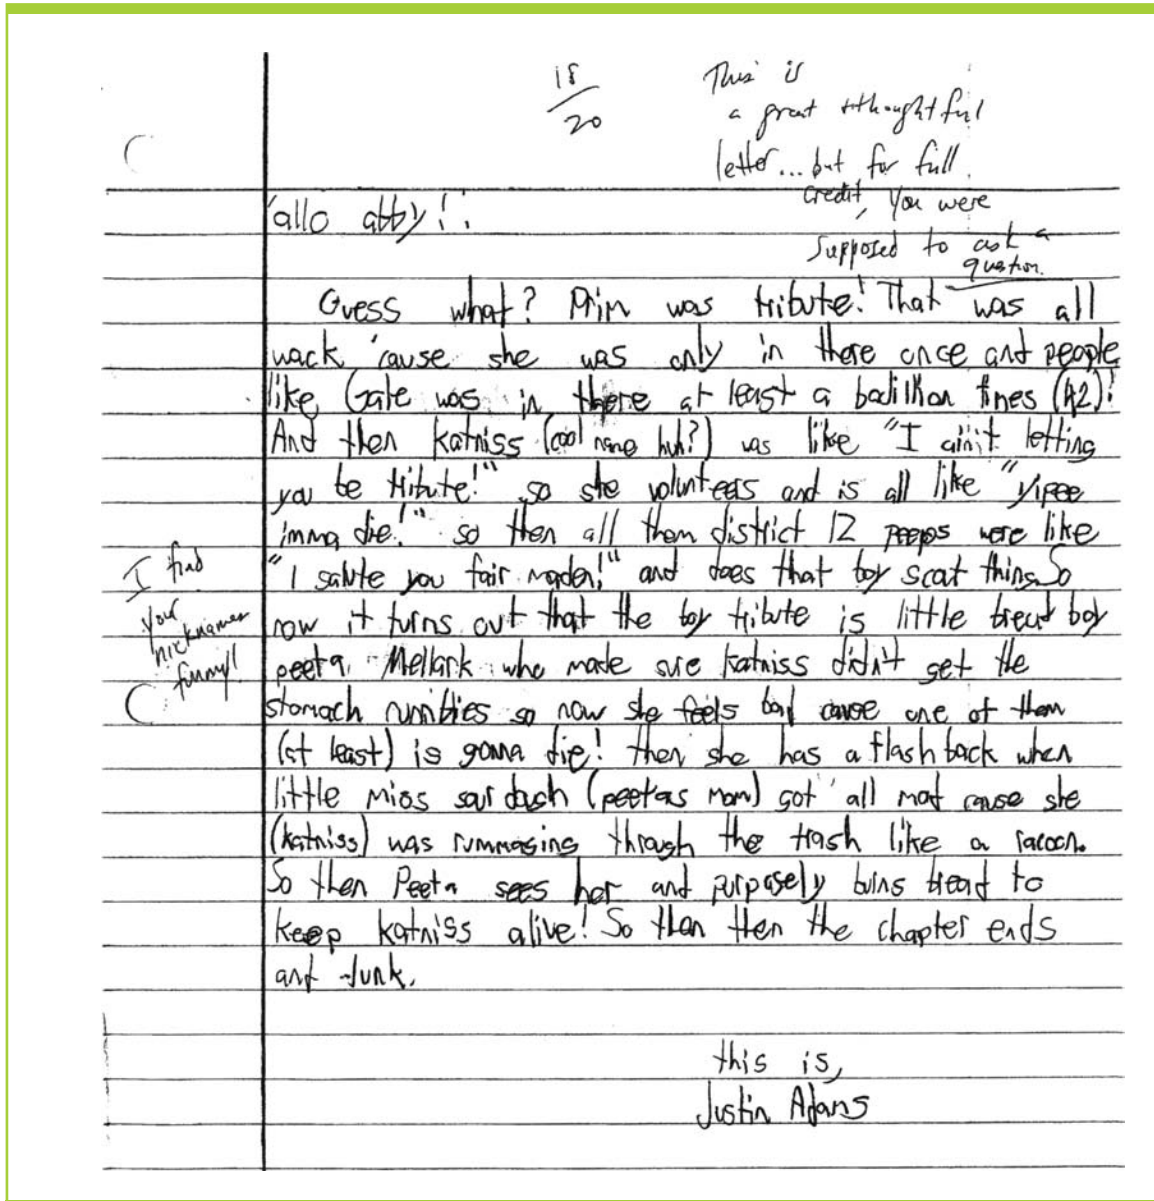 18
20
This is
a great thoughtful
letter... but for full
credit, you were
supposed to ask a
question.
'allo abby!!
Guess what? Prim was tribute! That was all
wack 'cause she was only in there once and people
like Gale was in there at least a badillion times (42)!
And then Katniss (cool name huh?) was like "I ain't letting
you be tribute!" so she volunteers and is all like "yipee
imma die!" so then all them district 12 peeps were like
"I salute you fair maden!" and does that boy scat thing. So
now it turns out that the boy tribute is little bread boy
peeta Mellark who made sure katniss didn't get the
stomach rumblies so now she feels bad cause one of them
(at least) is gonna die! then she has a flash back when
little miss sour dough (peetas mom) got all mad cause she
(katniss) was rummaging through the trash like a racoon.
So then Peeta sees her and purposely burns bread to
keep katniss alive! So then then the chapter ends
and junk.
I find
your
nicknames
funny!
this is,
Justin Adams